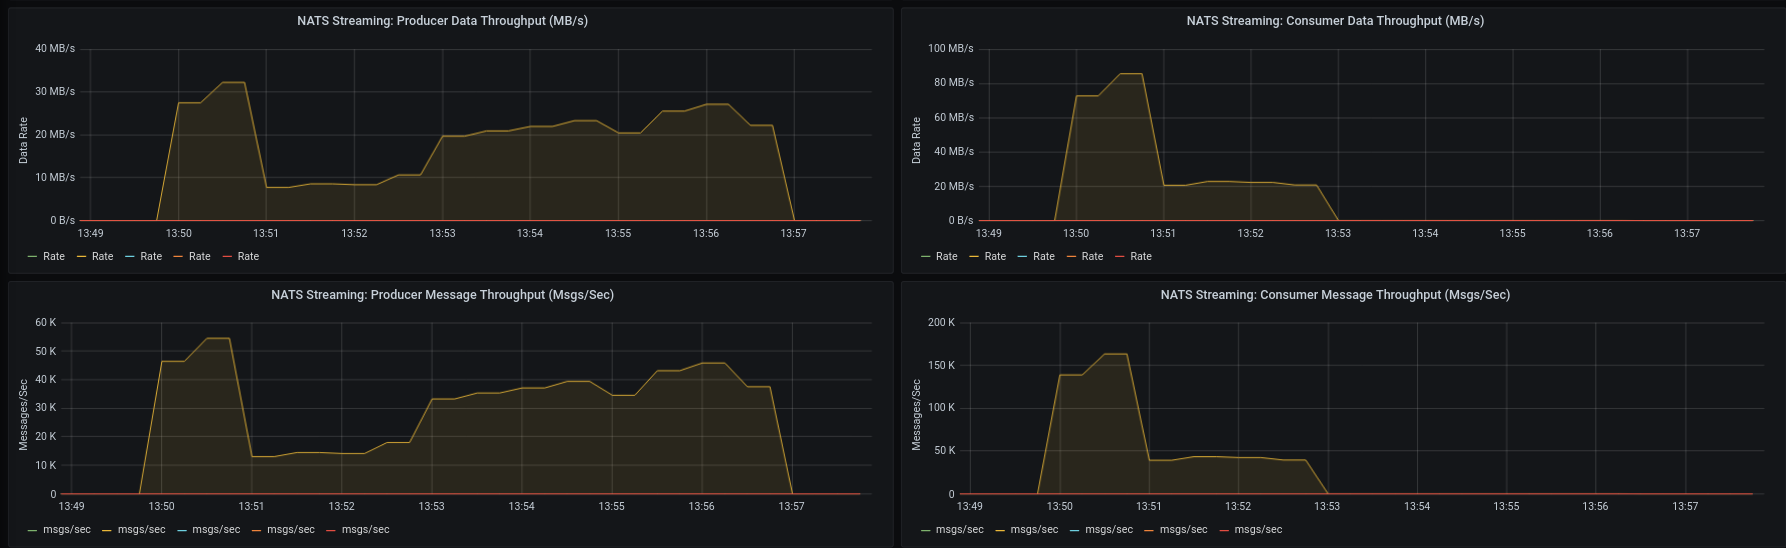 NATS Streaming: Producer Data Throughput (MB/s)
40 MB/s
30 MB/s
20 MB/s
10 MB/s
0 B/s
Data Rate
13:49 13:50 13:51 13:52 13:53 13:54 13:55 13:56 13:57
Rate Rate Rate Rate Rate
NATS Streaming: Consumer Data Throughput (MB/s)
100 MB/s
80 MB/s
60 MB/s
40 MB/s
20 MB/s
0 B/s
Data Rate
13:49 13:50 13:51 13:52 13:53 13:54 13:55 13:56 13:57
Rate Rate Rate Rate Rate
NATS Streaming: Producer Message Throughput (Msgs/Sec)
60 K
50 K
40 K
30 K
20 K
10 K
0
Messages/Sec
13:49 13:50 13:51 13:52 13:53 13:54 13:55 13:56 13:57
msgs/sec msgs/sec msgs/sec msgs/sec msgs/sec
NATS Streaming: Consumer Message Throughput (Msgs/Sec)
200 K
150 K
100 K
50 K
0
Messages/Sec
13:49 13:50 13:51 13:52 13:53 13:54 13:55 13:56 13:57
msgs/sec msgs/sec msgs/sec msgs/sec msgs/sec